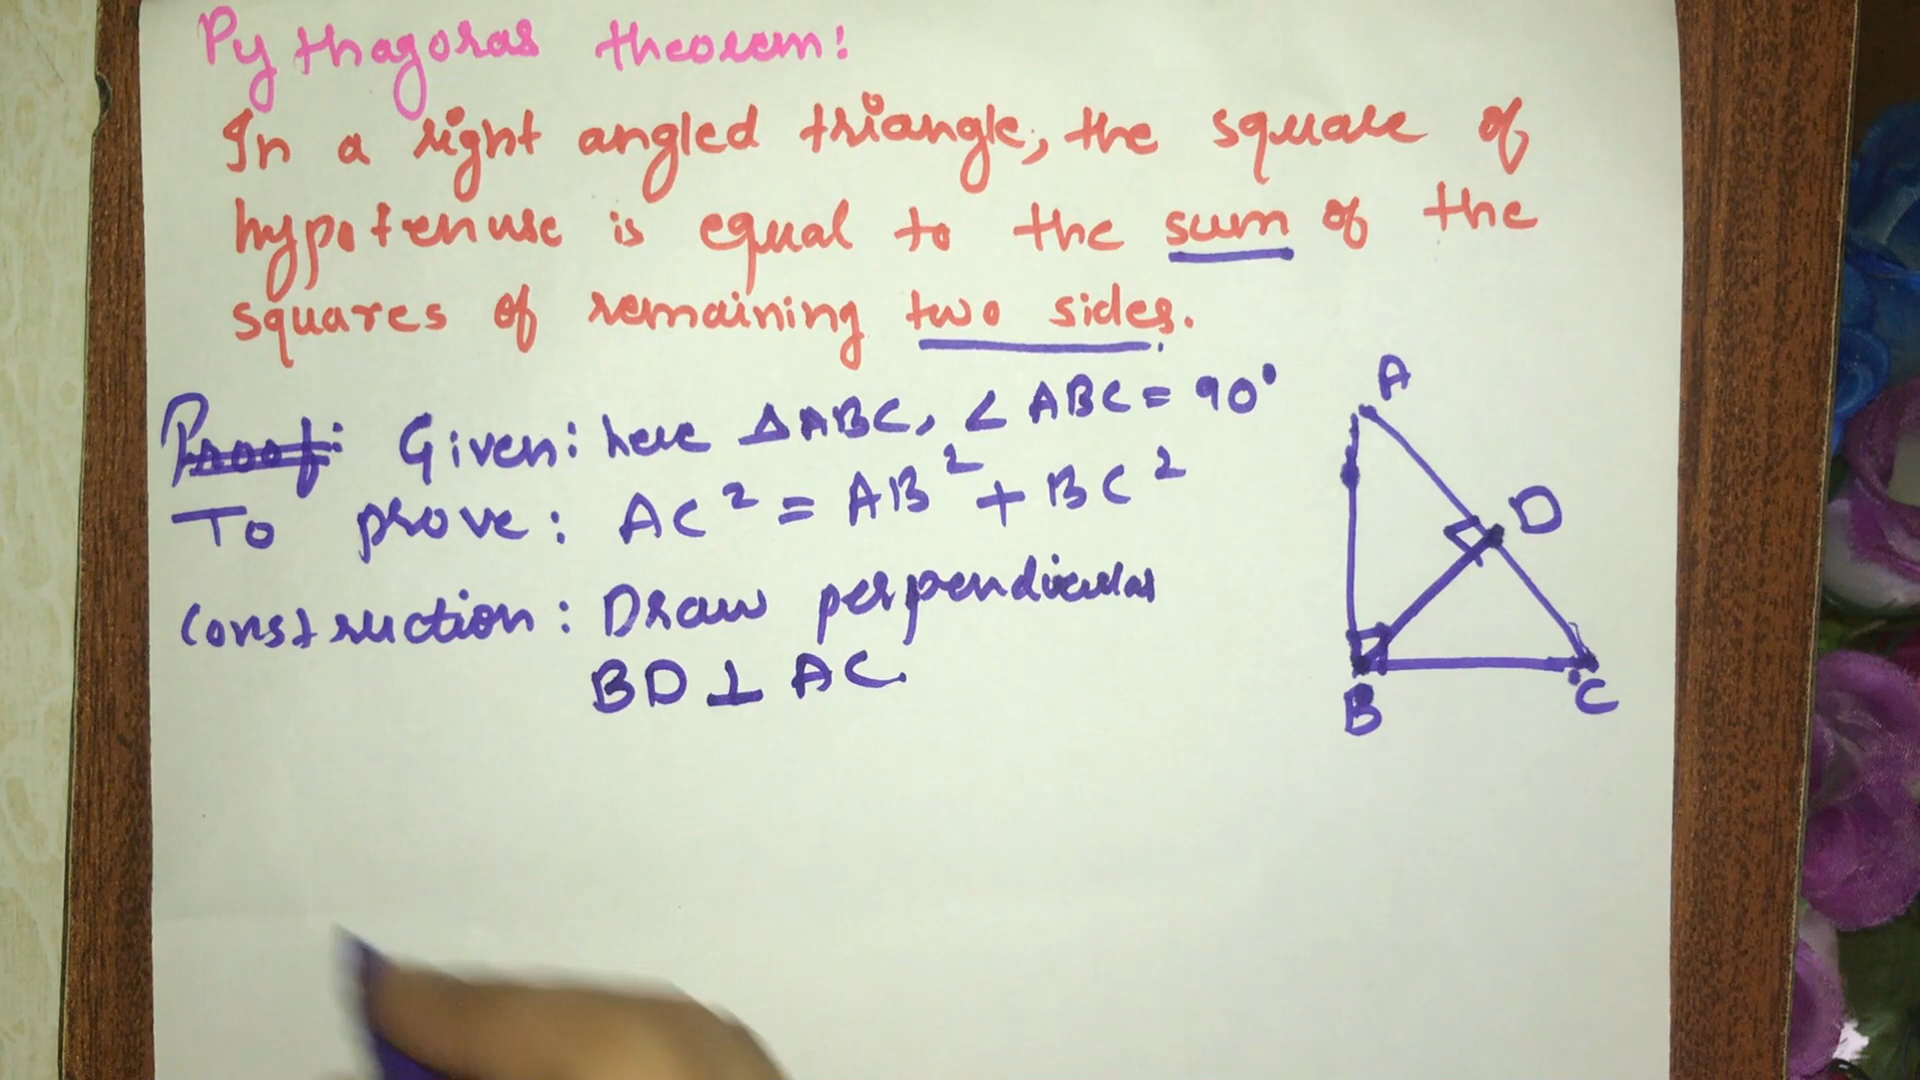 Pythagoras theorem:
In a right angled triangle, the square of
hypotenuse is equal to the sum of the
squares of remaining two sides.
Proof: Given: here ΔABC, ∠ABC = 90°
To prove: AC² = AB² + BC²
construction: Draw perpendicular
BD ⊥ AC.
A
D
B
C